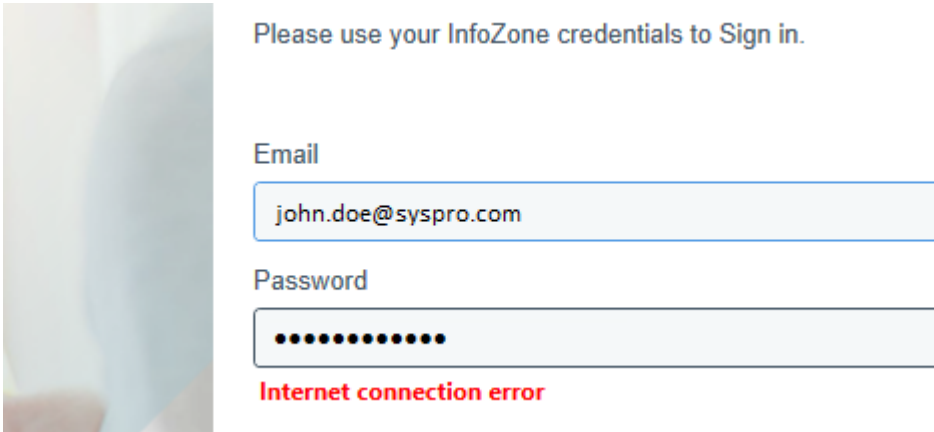 Please use your InfoZone credentials to Sign in.
Email
john.doe@syspro.com
Password
••••••••••••
Internet connection error